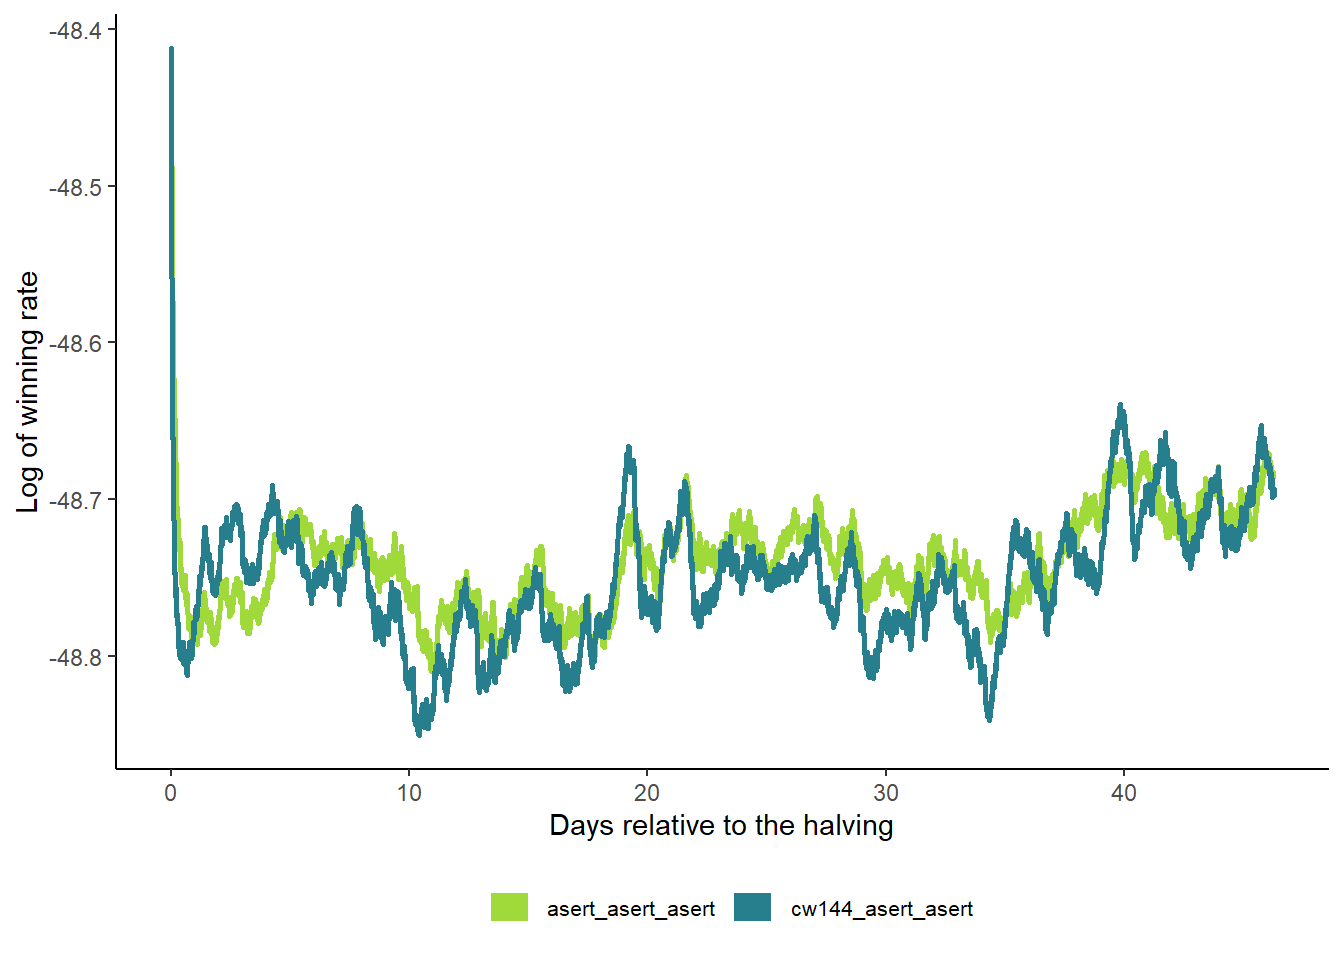 -48.4
-48.5
-48.6
-48.7
-48.8
Log of winning rate
0 10 20 30 40
Days relative to the halving
asert_asert_asert cw144_asert_asert